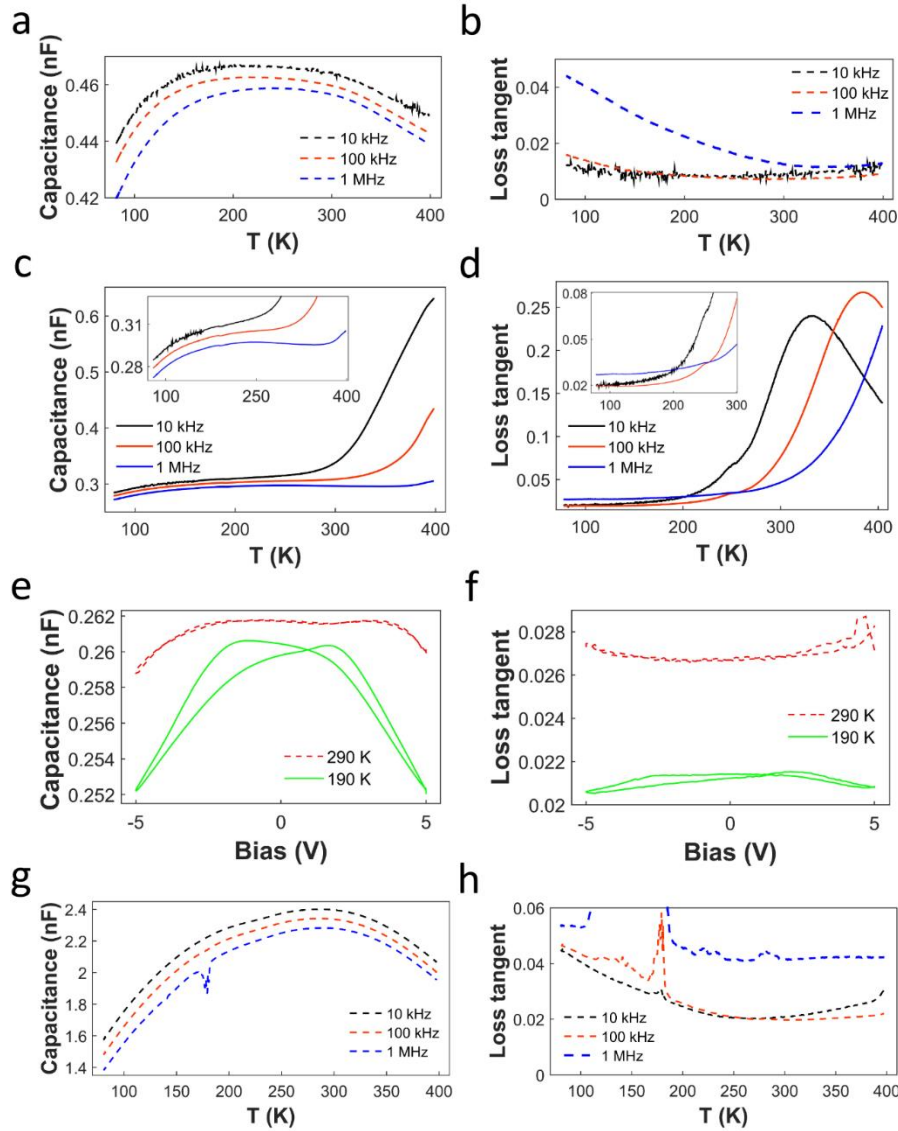 a
Capacitance (nF)
0.46
0.44
0.42
10 kHz
100 kHz
1 MHz
100 200 300 400
T (K)
b
Loss tangent
0.04
0.02
0
10 kHz
100 kHz
1 MHz
100 200 300 400
T (K)
c
Capacitance (nF)
0.6
0.5
0.4
0.3
0.31
0.28
100 250 400
10 kHz
100 kHz
1 MHz
100 200 300 400
T (K)
d
Loss tangent
0.25
0.20
0.15
0.10
0.05
0.08
0.05
0.02
100 200 300
10 kHz
100 kHz
1 MHz
100 200 300 400
T (K)
e
Capacitance (nF)
0.262
0.26
0.258
0.256
0.254
0.252
290 K
190 K
-5 0 5
Bias (V)
f
Loss tangent
0.028
0.026
0.024
0.022
0.02
290 K
190 K
-5 0 5
Bias (V)
g
Capacitance (nF)
2.4
2.2
2
1.8
1.6
1.4
10 kHz
100 kHz
1 MHz
100 150 200 250 300 350 400
T (K)
h
Loss tangent
0.06
0.04
0.02
0
10 kHz
100 kHz
1 MHz
100 150 200 250 300 350 400
T (K)